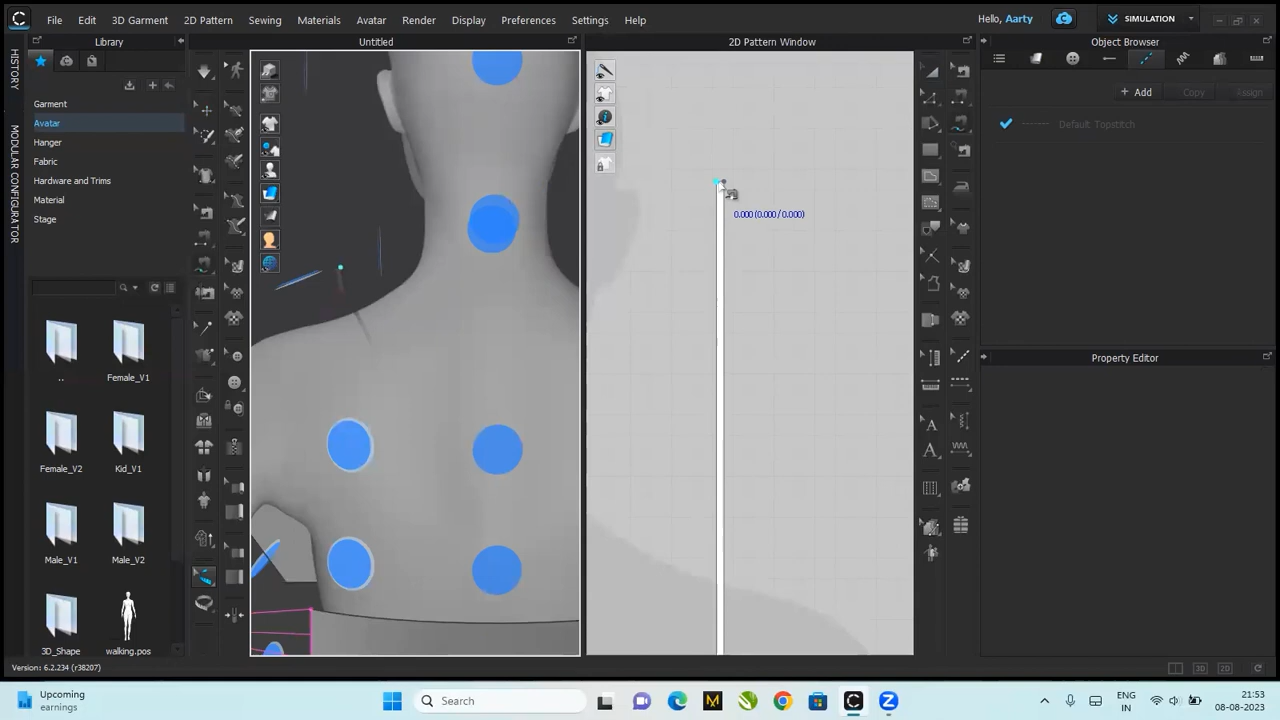 File Edit 3D Garment 2D Pattern Sewing Materials Avatar Render Display Preferences Settings Help
Hello, Aarty
SIMULATION
HISTORY
MODULAR CONFIGURATOR
Library
Garment
Avatar
Hanger
Fabric
Hardware and Trims
Material
Stage
..
Female_V1
Female_V2
Kid_V1
Male_V1
Male_V2
3D_Shape
walking.pos
Untitled
2D Pattern Window
0.000 (0.000 / 0.000)
Object Browser
+ Add Copy Assign
Default Topstitch
Property Editor
Version: 6.2.234 (r38207)
3D
2D
Upcoming
earnings
Search
ENG
IN
21:53
08-08-2023